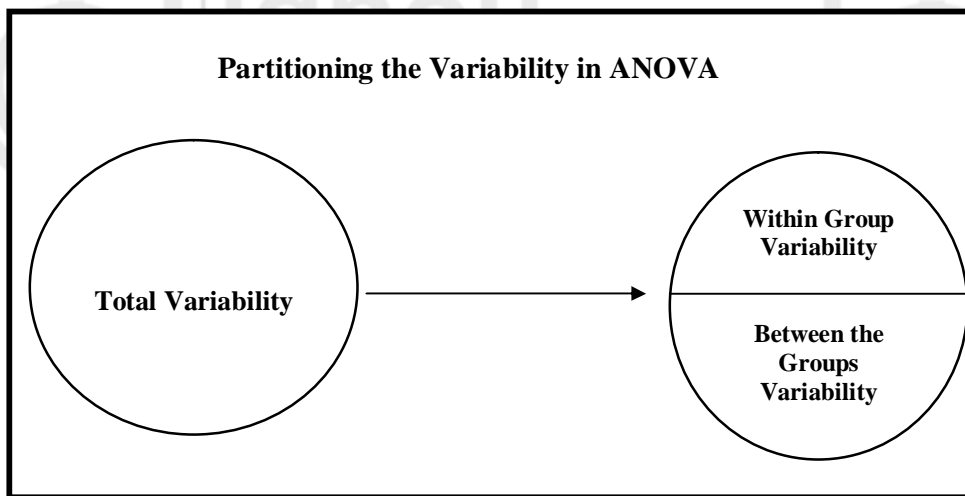 Partitioning the Variability in ANOVA
Total Variability
Within Group
Variability
Between the
Groups
Variability